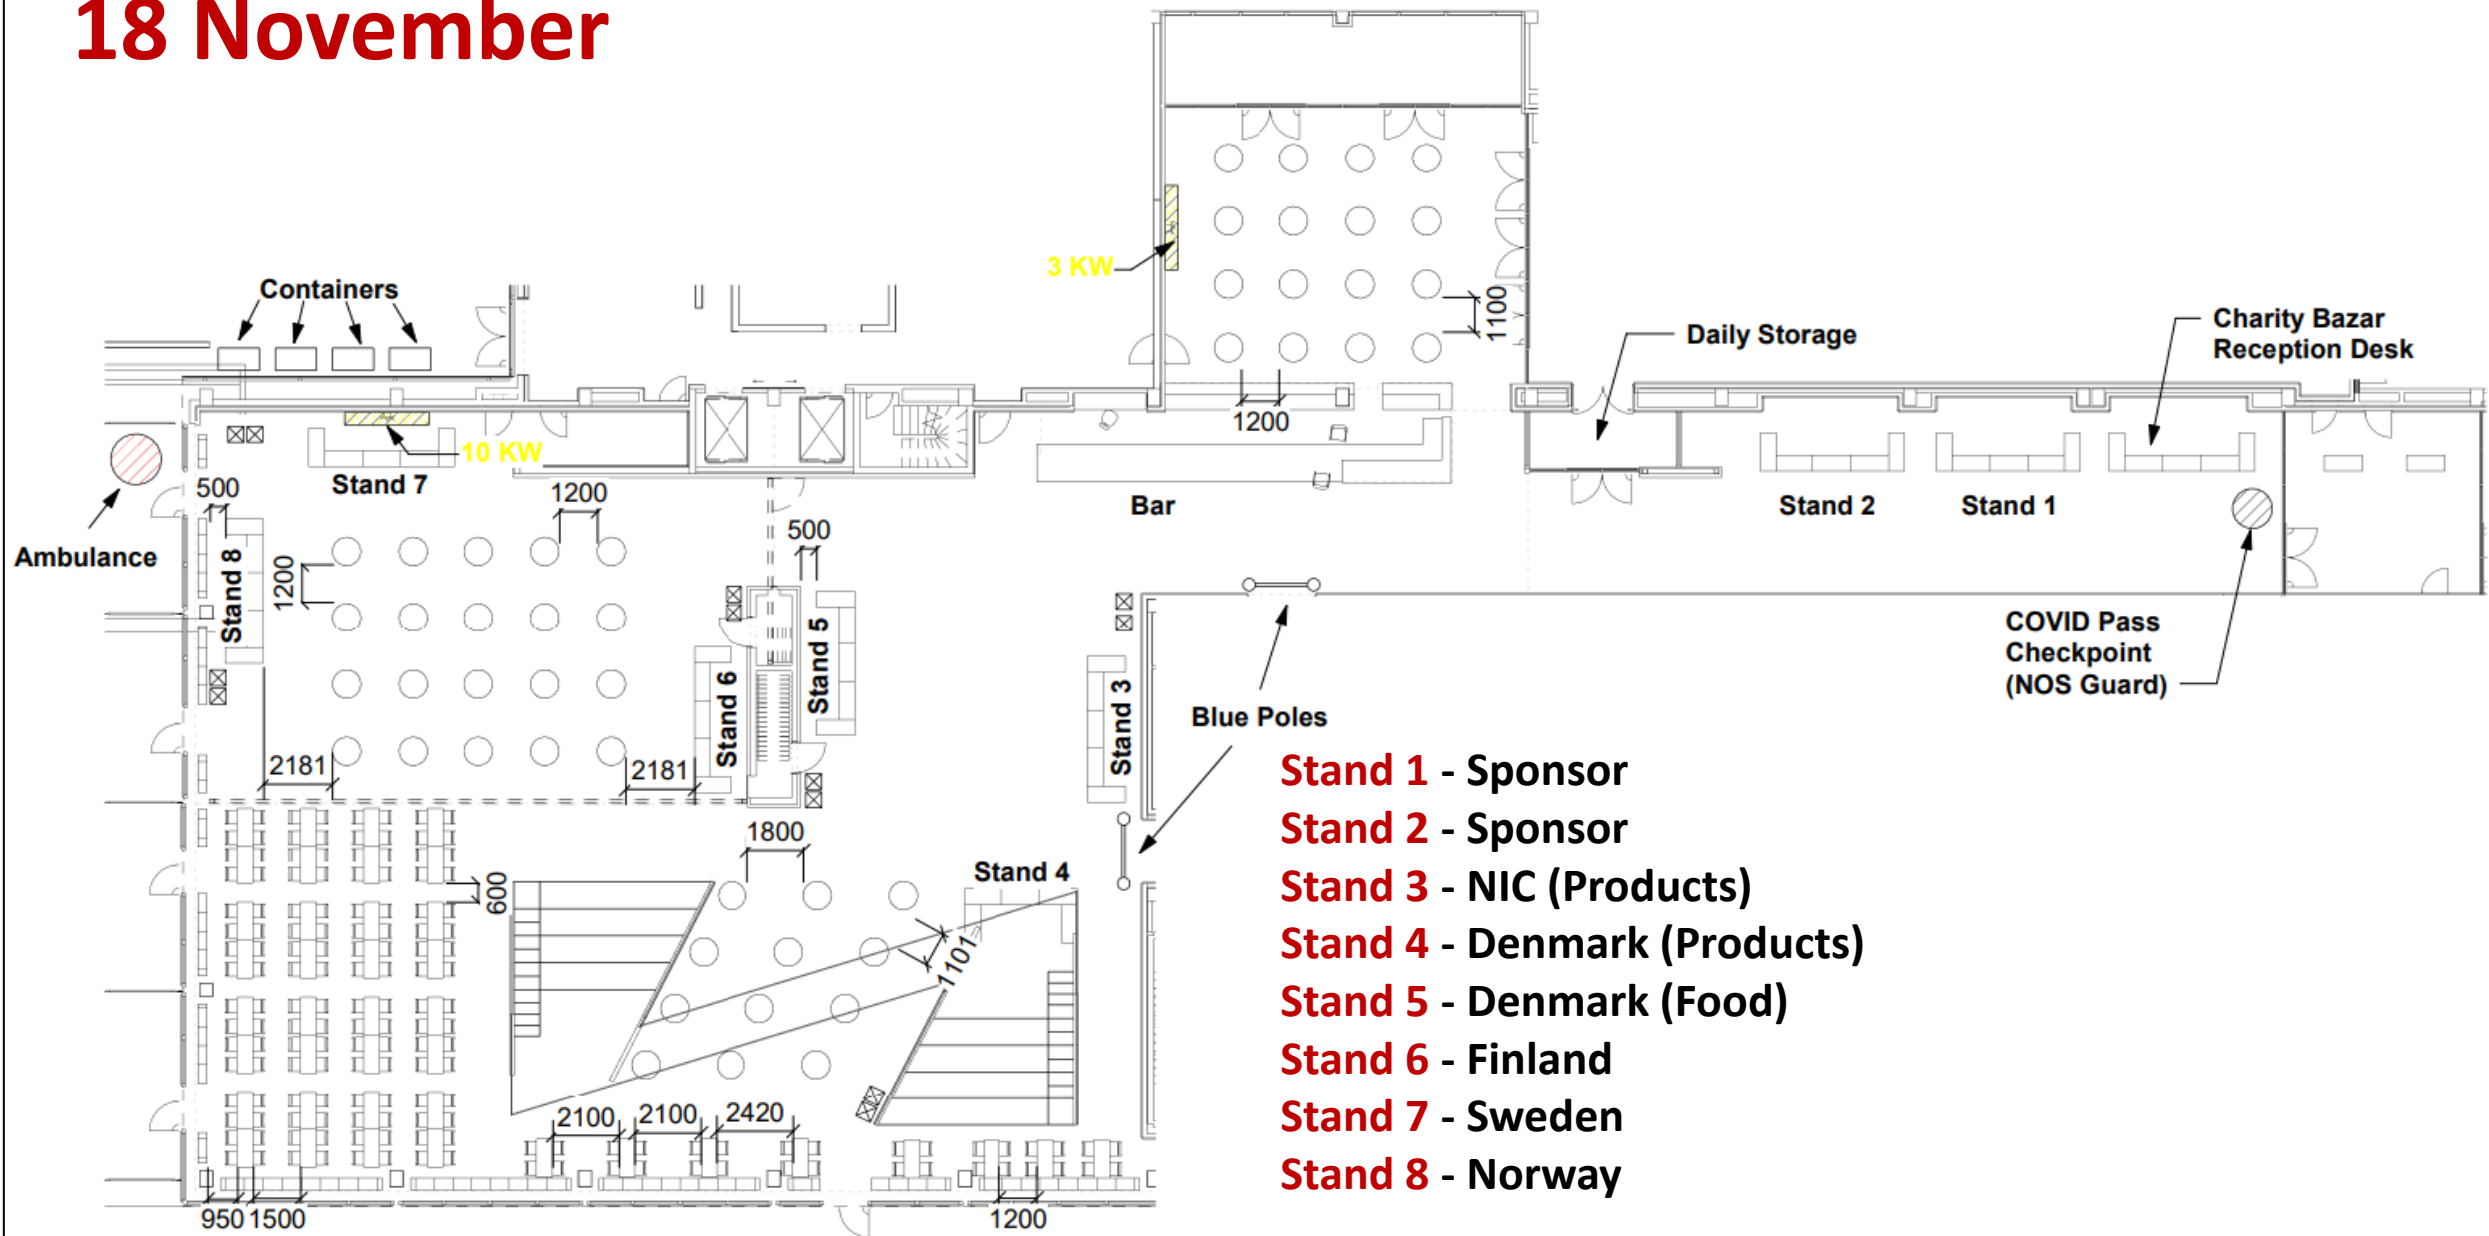 18 November
3 KW
Containers
1100
Daily Storage
Charity Bazar
Reception Desk
1200
10 KW
Stand 7
500
1200
Bar
Stand 2
Stand 1
500
Ambulance
Stand 8
1200
Stand 5
Stand 6
Stand 3
COVID Pass
Checkpoint
(NOS Guard)
Blue Poles
2181
2181
1800
Stand 4
600
1101
2100
2100
2420
950
1500
1200
Stand 1 - Sponsor
Stand 2 - Sponsor
Stand 3 - NIC (Products)
Stand 4 - Denmark (Products)
Stand 5 - Denmark (Food)
Stand 6 - Finland
Stand 7 - Sweden
Stand 8 - Norway